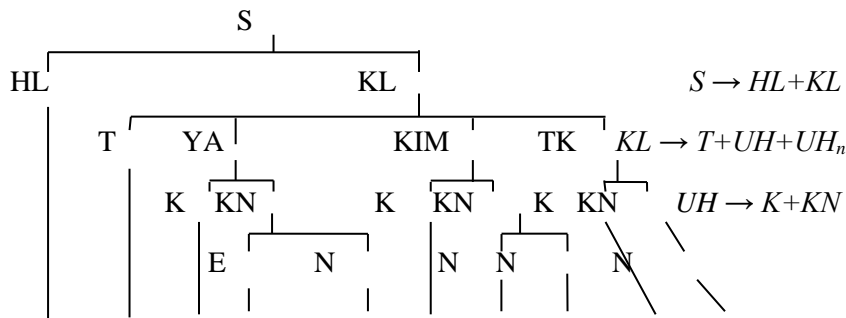 S
HL KL S → HL+KL
T YA KIM TK KL → T+UH+UHn
K KN K KN K KN UH → K+KN
E N N N N